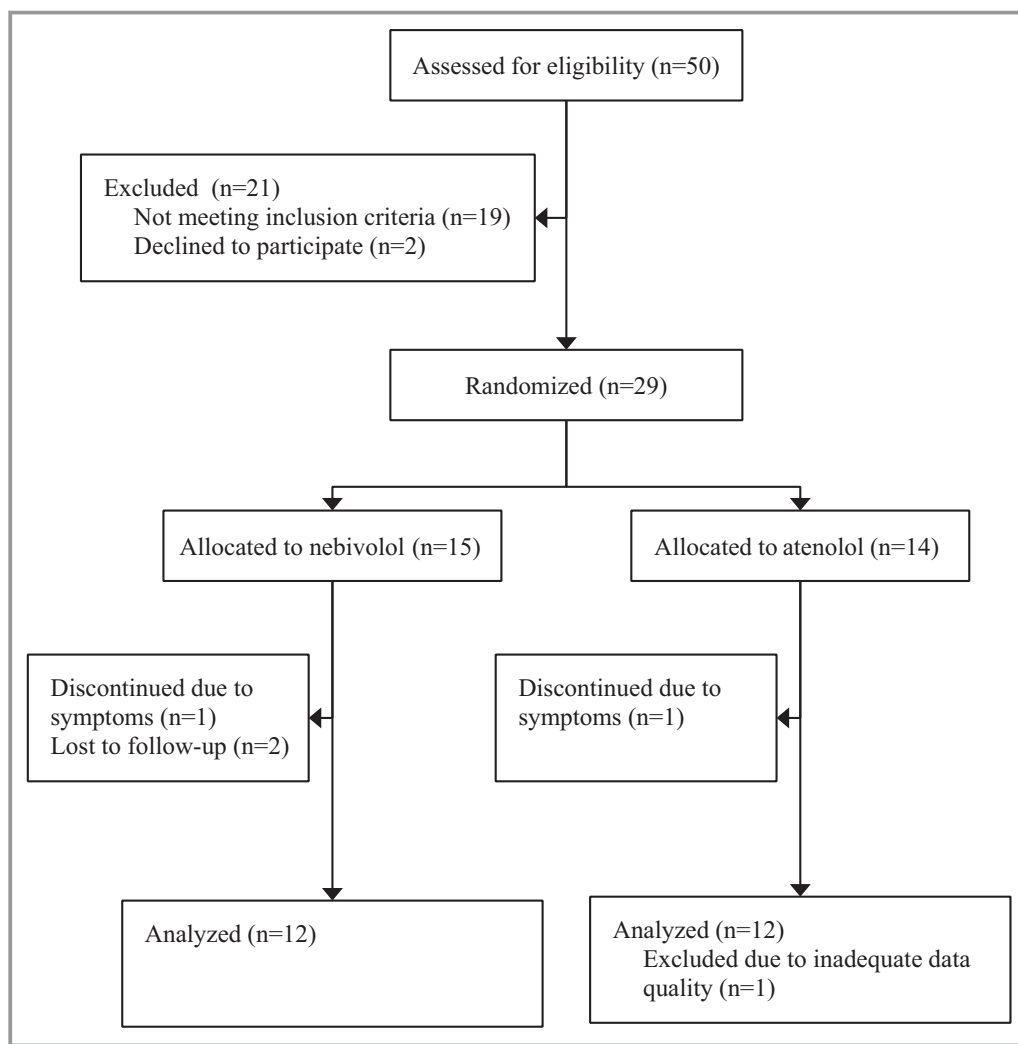 Assessed for eligibility (n=50)
Excluded  (n=21)
Not meeting inclusion criteria (n=19)
Declined to participate (n=2)
Randomized (n=29)
Allocated to nebivolol (n=15)
Allocated to atenolol (n=14)
Discontinued due to
symptoms (n=1)
Lost to follow-up (n=2)
Discontinued due to
symptoms (n=1)
Analyzed (n=12)
Analyzed (n=12)
Excluded due to inadequate data
quality (n=1)